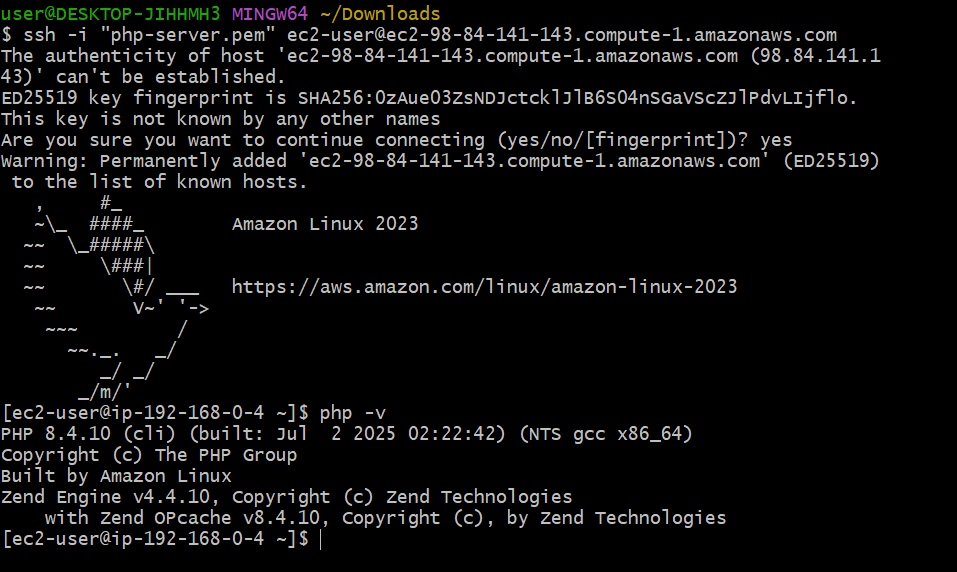 user@DESKTOP-JIHHMH3 MINGW64 ~/Downloads
$ ssh -i "php-server.pem" ec2-user@ec2-98-84-141-143.compute-1.amazonaws.com
The authenticity of host 'ec2-98-84-141-143.compute-1.amazonaws.com (98.84.141.1
43)' can't be established.
ED25519 key fingerprint is SHA256:0zAue03ZsNDJctcklJlB6S04nSGaVScZJlPdvLIjflo.
This key is not known by any other names
Are you sure you want to continue connecting (yes/no/[fingerprint])? yes
Warning: Permanently added 'ec2-98-84-141-143.compute-1.amazonaws.com' (ED25519)
 to the list of known hosts.
   ,     #_
   ~\_  ####_        Amazon Linux 2023
  ~~  \_#####\
  ~~     \###|
  ~~       \#/ ___   https://aws.amazon.com/linux/amazon-linux-2023
   ~~       V~' '->
    ~~~         /
      ~~._.   _/
         _/ _/
       _/m/'
[ec2-user@ip-192-168-0-4 ~]$ php -v
PHP 8.4.10 (cli) (built: Jul  2 2025 02:22:42) (NTS gcc x86_64)
Copyright (c) The PHP Group
Built by Amazon Linux
Zend Engine v4.4.10, Copyright (c) Zend Technologies
    with Zend OPcache v8.4.10, Copyright (c), by Zend Technologies
[ec2-user@ip-192-168-0-4 ~]$